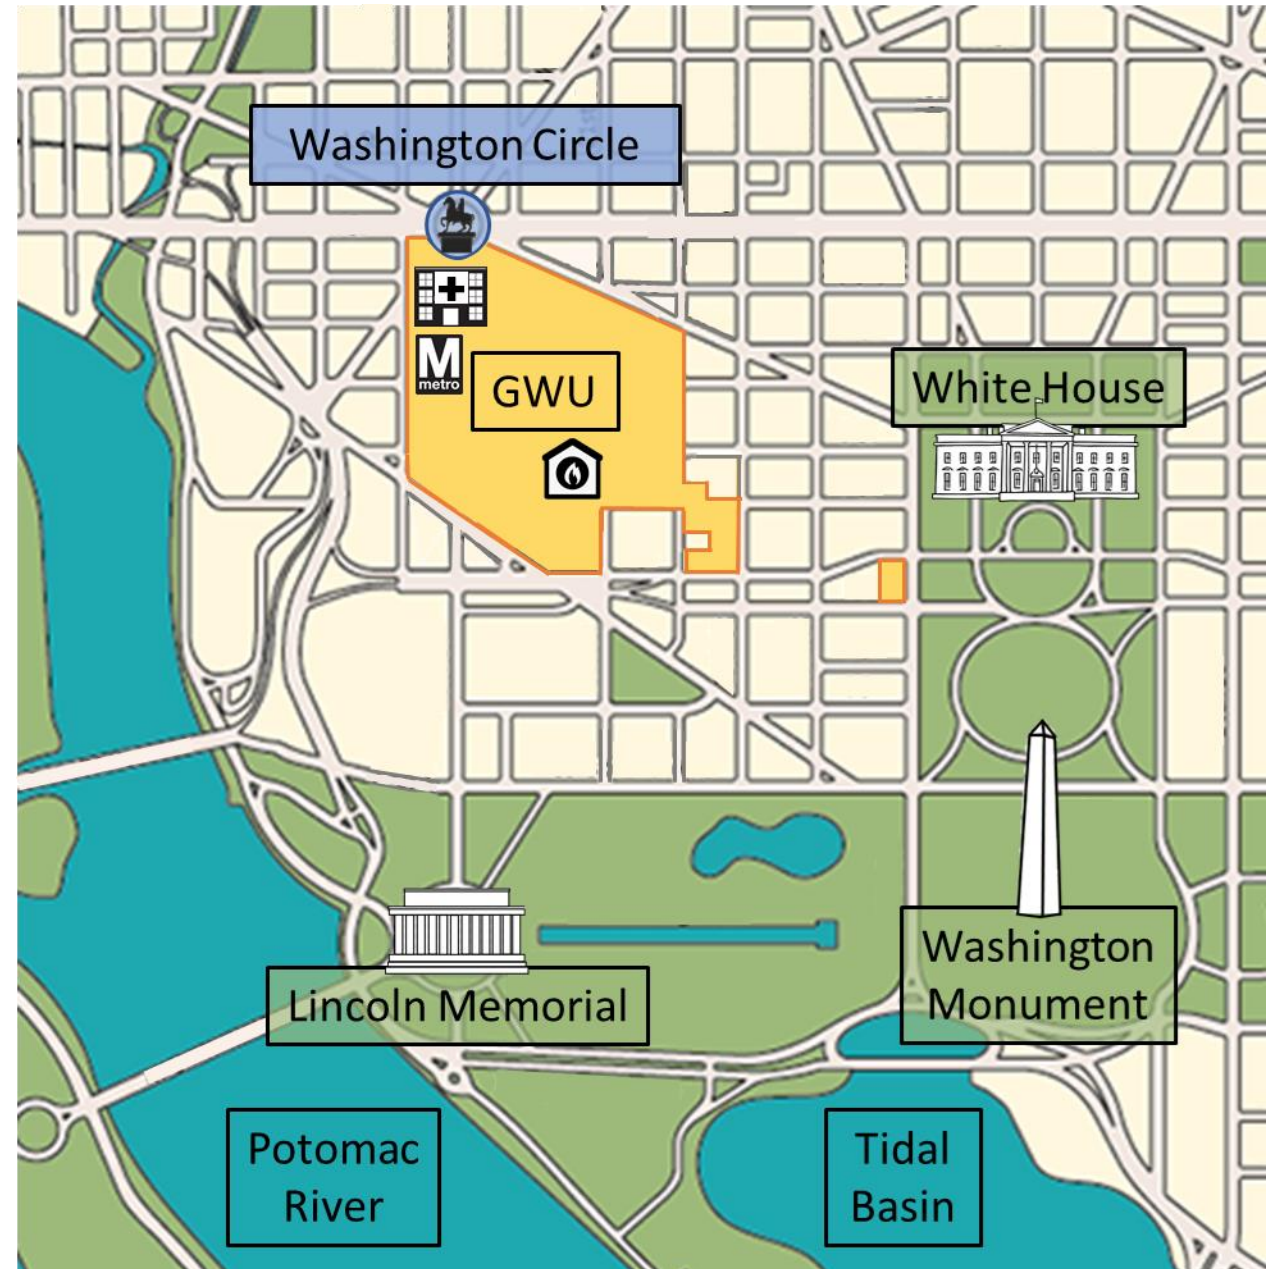 Washington Circle
M
metro
GWU
White House
Washington
Monument
Lincoln Memorial
Potomac
River
Tidal
Basin